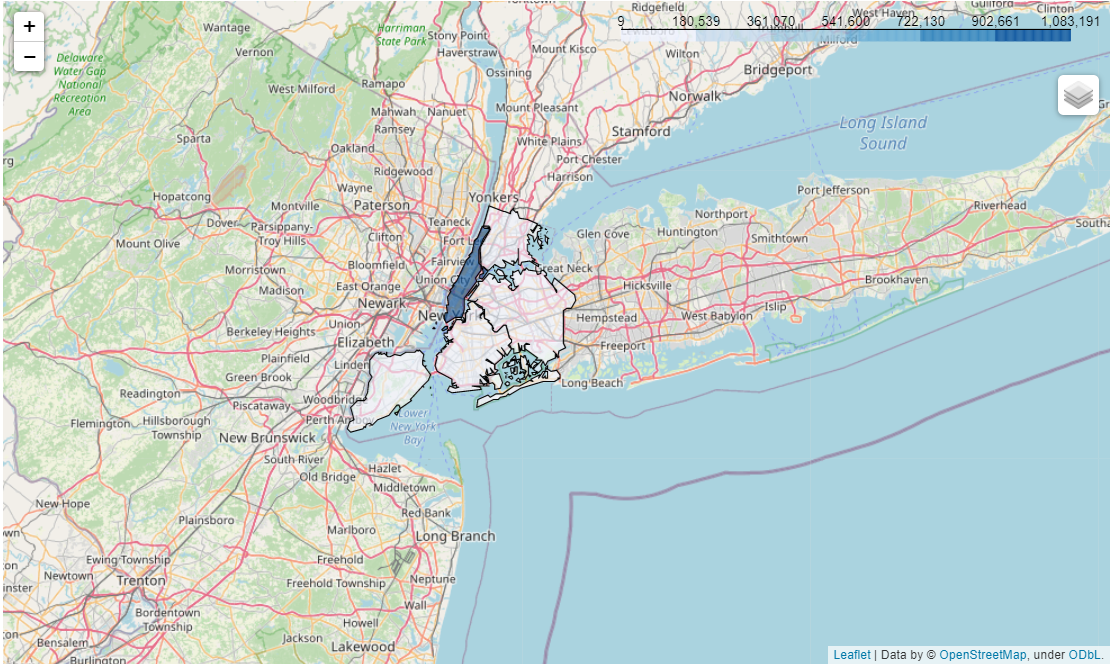 +
−
Yorktown
Ridgefield
West Haven
Guilford
Clinton
9 180,539 361,070 541,600 722,130 902,661 1,083,191
Milford
Wantage
Harriman
State Park
Stony Point
Haverstraw
Mount Kisco
Wilton
Vernon
Delaware
Water Gap
National
Recreation
Area
Ossining
Bridgeport
West Milford
Ramapo
Norwalk
Mahwah
Nanuet
Mount Pleasant
Ramsey
Stamford
Long Island
Sound
Sparta
Oakland
White Plains
Port Chester
Ridgewood
Harrison
Wayne
Port Jefferson
Hopatcong
Paterson
Yonkers
Riverhead
Montville
Teaneck
Northport
Dover
Parsippany-
Troy Hills
Clifton
Fort L
Glen Cove
Huntington
Smithtown
Mount Olive
Bloomfield
Fairview
Great Neck
Morristown
East Orange
Union C
Hicksville
Brookhaven
Madison
Newark
New
Hempstead
West Babylon
Islip
Berkeley Heights
Union
Elizabeth
Freeport
Plainfield
Linden
Green Brook
Long Beach
Readington
Woodbridg
Piscataway
Flemington
Hillsborough
Township
Perth Amboy
Lower
New York
Bay
New Brunswick
South River
Hazlet
Old Bridge
Middletown
New Hope
Red Bank
Plainsboro
Marlboro
Long Branch
Ewing Township
Freehold
Newtown
Trenton
Freehold Township
Neptune
Wall
Bordentown
Township
Howell
Bensalem
Jackson
Lakewood
Burlington
Leaflet | Data by © OpenStreetMap, under ODbL.